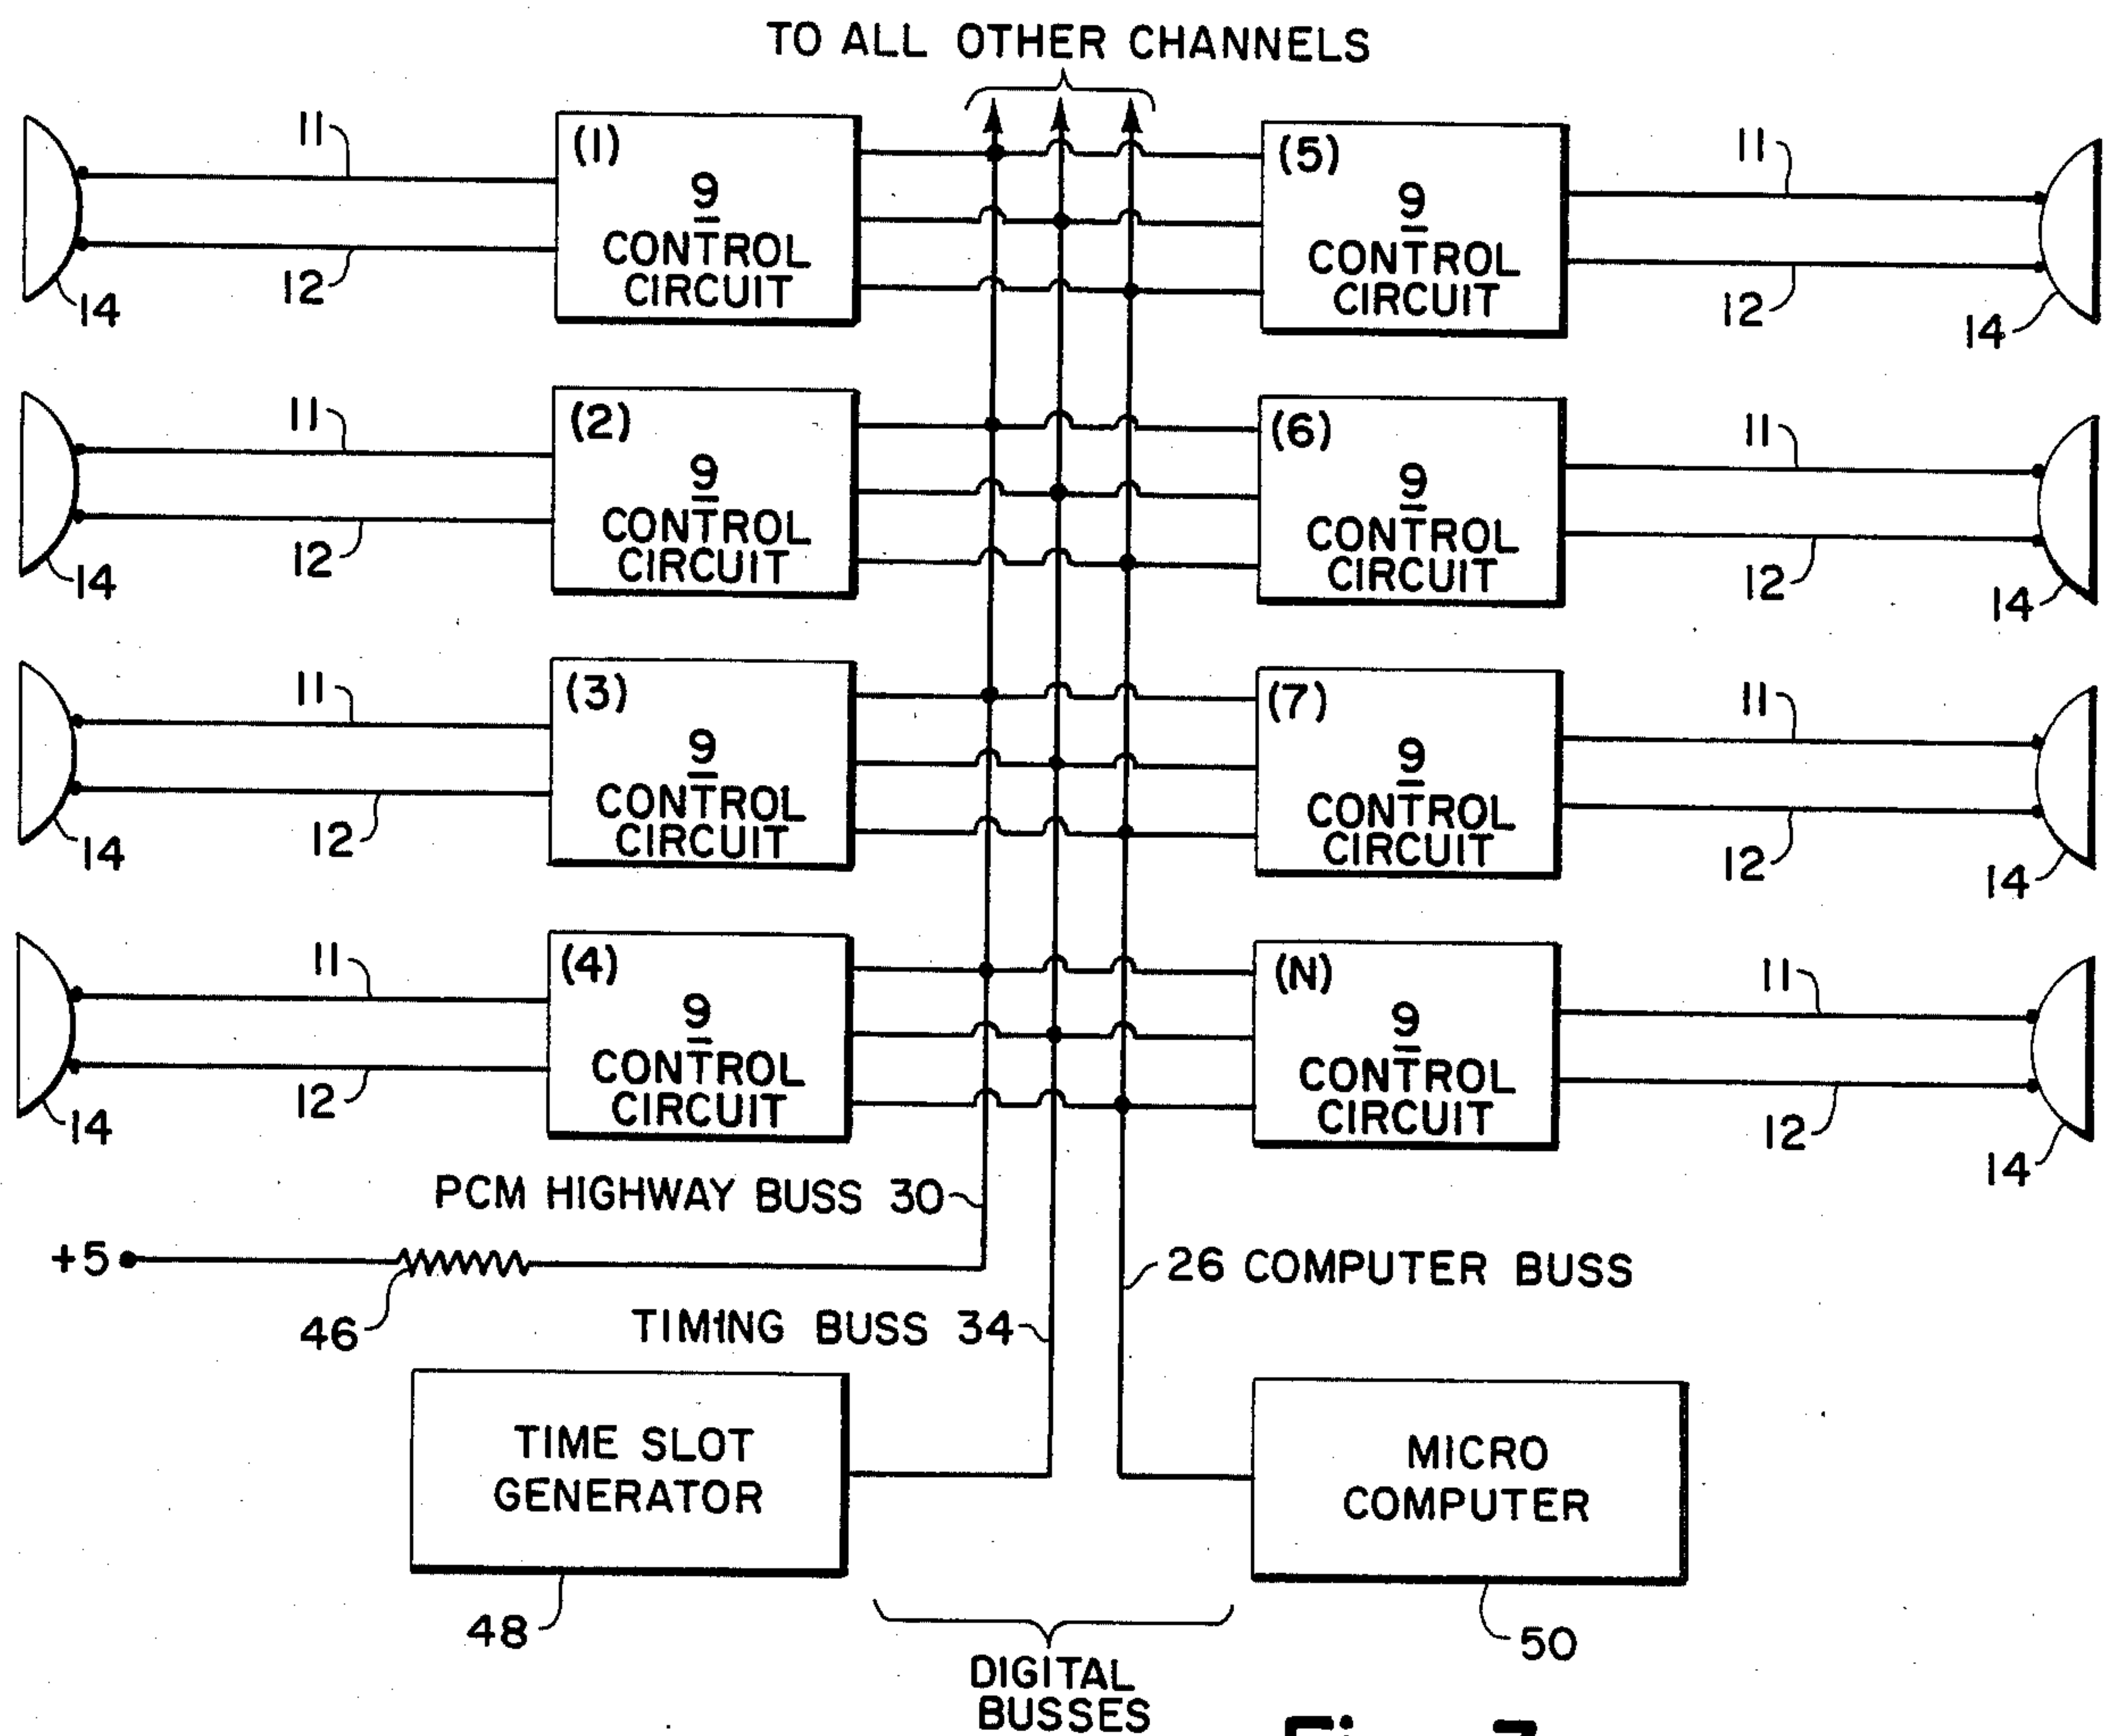 TO ALL OTHER CHANNELS
11
(1)
9
CONTROL
CIRCUIT
12
14
(5)
9
CONTROL
CIRCUIT
11
12
14
11
(2)
9
CONTROL
CIRCUIT
12
14
(6)
9
CONTROL
CIRCUIT
11
12
14
11
(3)
9
CONTROL
CIRCUIT
12
14
(7)
9
CONTROL
CIRCUIT
11
12
14
11
(4)
9
CONTROL
CIRCUIT
12
14
(N)
9
CONTROL
CIRCUIT
11
12
14
PCM HIGHWAY BUSS 30
+5
46
26 COMPUTER BUSS
TIMING BUSS 34
TIME SLOT
GENERATOR
48
MICRO
COMPUTER
50
DIGITAL
BUSSES